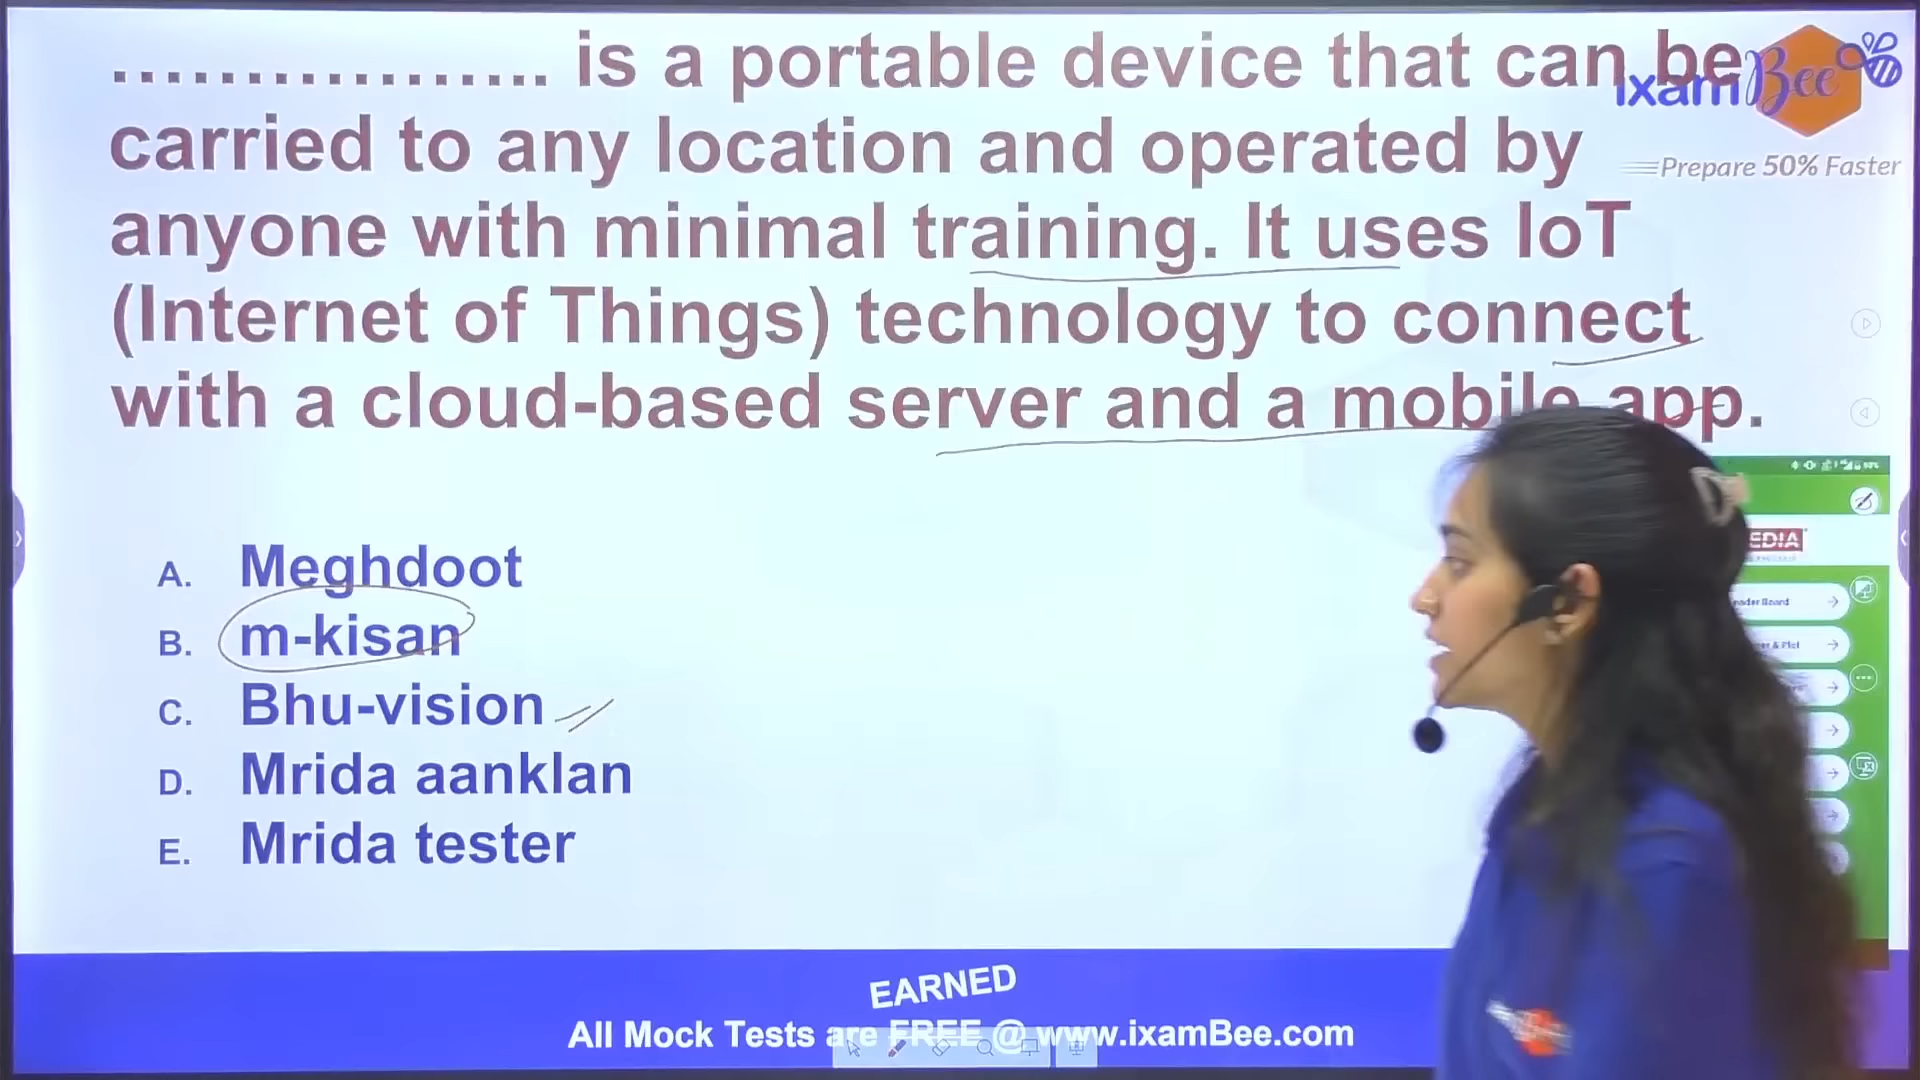 ................. is a portable device that can be
carried to any location and operated by
anyone with minimal training. It uses IoT
(Internet of Things) technology to connect
with a cloud-based server and a mobile app.
ixamBee
Prepare 50% Faster
A. Meghdoot
B. m-kisan
C. Bhu-vision
D. Mrida aanklan
E. Mrida tester
EDIA
Board
EARNED
All Mock Tests are FREE @ www.ixamBee.com